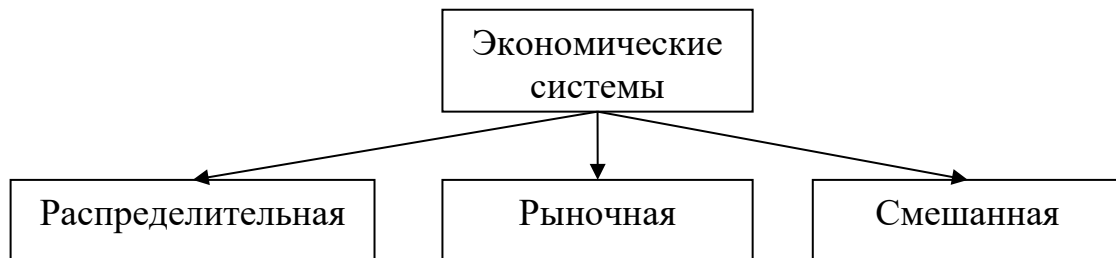 Экономические
системы
Распределительная
Рыночная
Смешанная